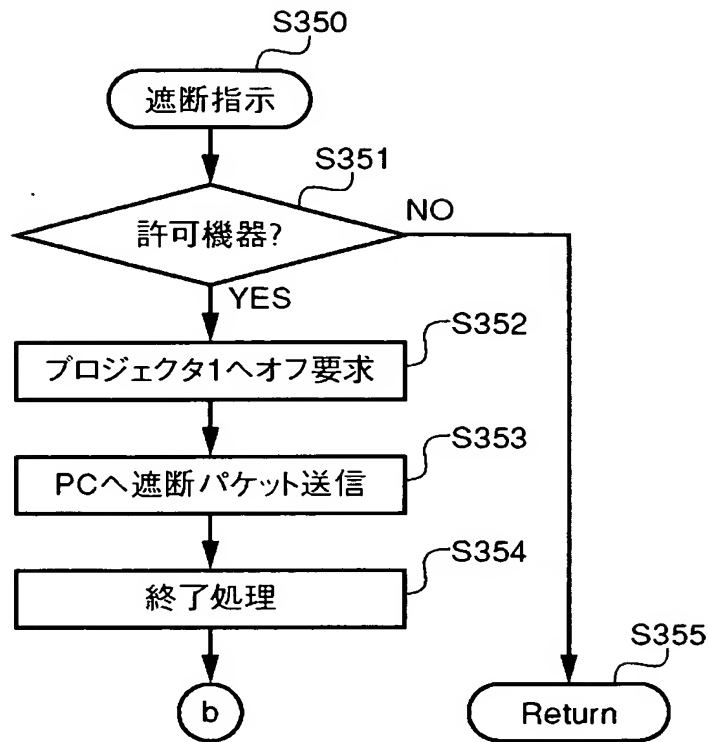 S350
遮断指示
S351
許可機器?
NO
YES
S352
プロジェクタ1へオフ要求
S353
PCへ遮断パケット送信
S354
終了処理
S355
b
Return